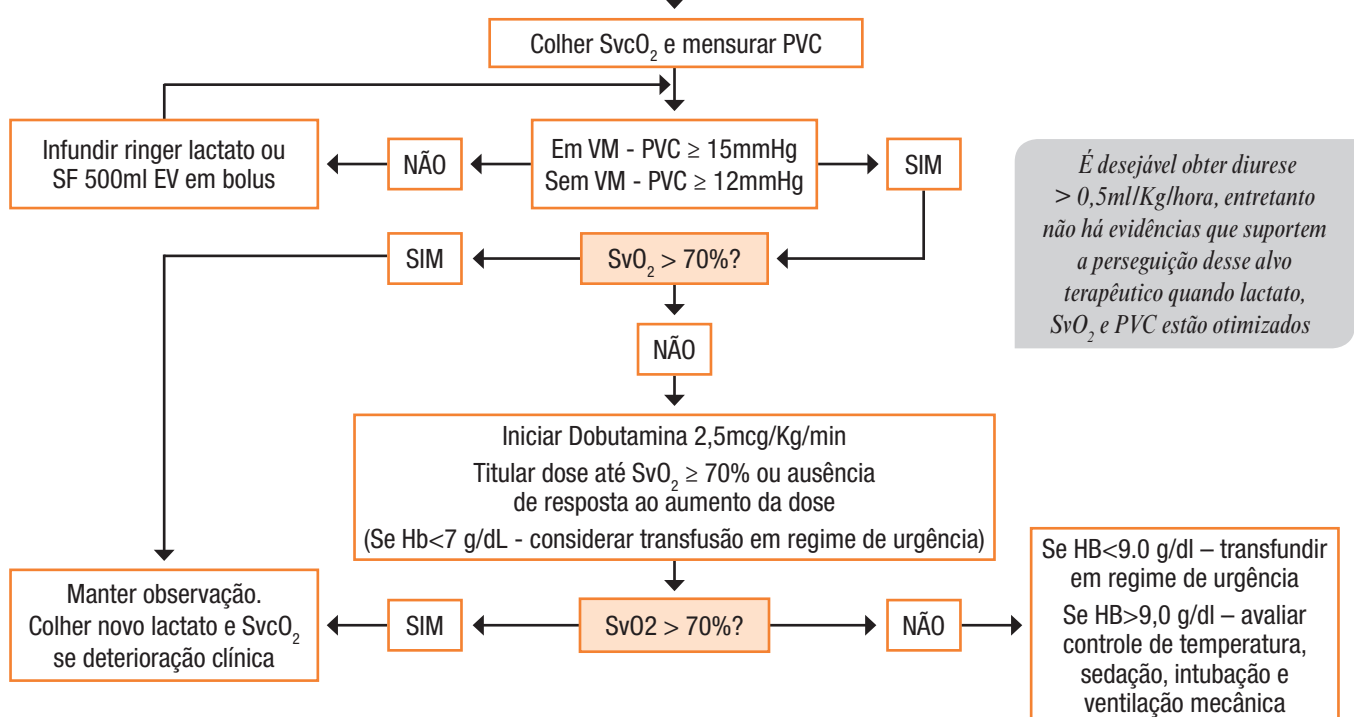 Colher SvcO₂ e mensurar PVC
Infundir ringer lactato ou
SF 500ml EV em bolus
NÃO
Em VM - PVC ≥ 15mmHg
Sem VM - PVC ≥ 12mmHg
SIM
É desejável obter diurese
> 0,5ml/Kg/hora, entretanto
não há evidências que suportem
a perseguição desse alvo
terapêutico quando lactato,
SvO₂ e PVC estão otimizados
SIM
SvO₂ > 70%?
NÃO
Iniciar Dobutamina 2,5mcg/Kg/min
Titular dose até SvO₂ ≥ 70% ou ausência
de resposta ao aumento da dose
(Se Hb<7 g/dL - considerar transfusão em regime de urgência)
Manter observação.
Colher novo lactato e SvcO₂
se deterioração clínica
SIM
SvO2 > 70%?
NÃO
Se HB<9.0 g/dl – transfundir
em regime de urgência
Se HB>9,0 g/dl – avaliar
controle de temperatura,
sedação, intubação e
ventilação mecânica